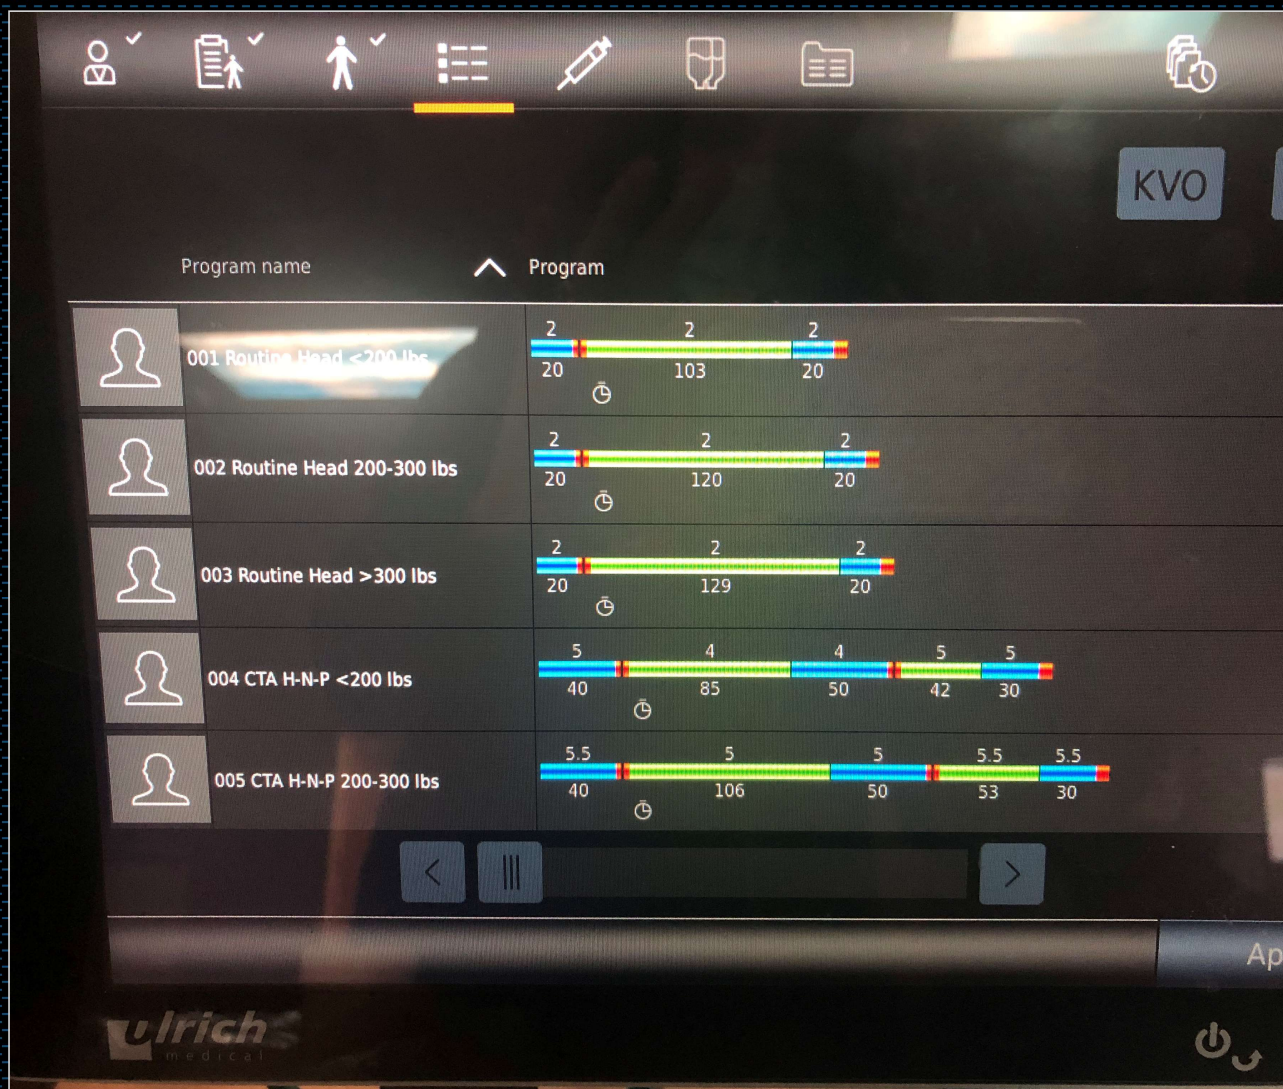 KVO
Program name Program
001 Routine Head <200 lbs
2 2 2
20 103 20
002 Routine Head 200-300 lbs
2 2 2
20 120 20
003 Routine Head >300 lbs
2 2 2
20 129 20
004 CTA H-N-P <200 lbs
5 4 4 5 5
40 85 50 42 30
005 CTA H-N-P 200-300 lbs
5.5 5 5 5.5 5.5
40 106 50 53 30
Ap
ulrich
medical